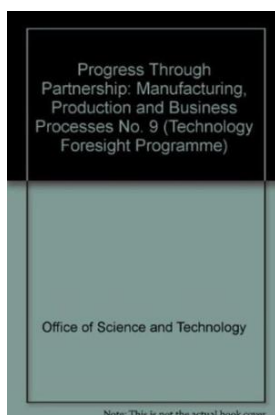 Progress Through
Partnership: Manufacturing,
Production and Business
Processes No. 9 (Technology
Foresight Programme)
Office of Science and Technology
Note: This is not the actual book cover